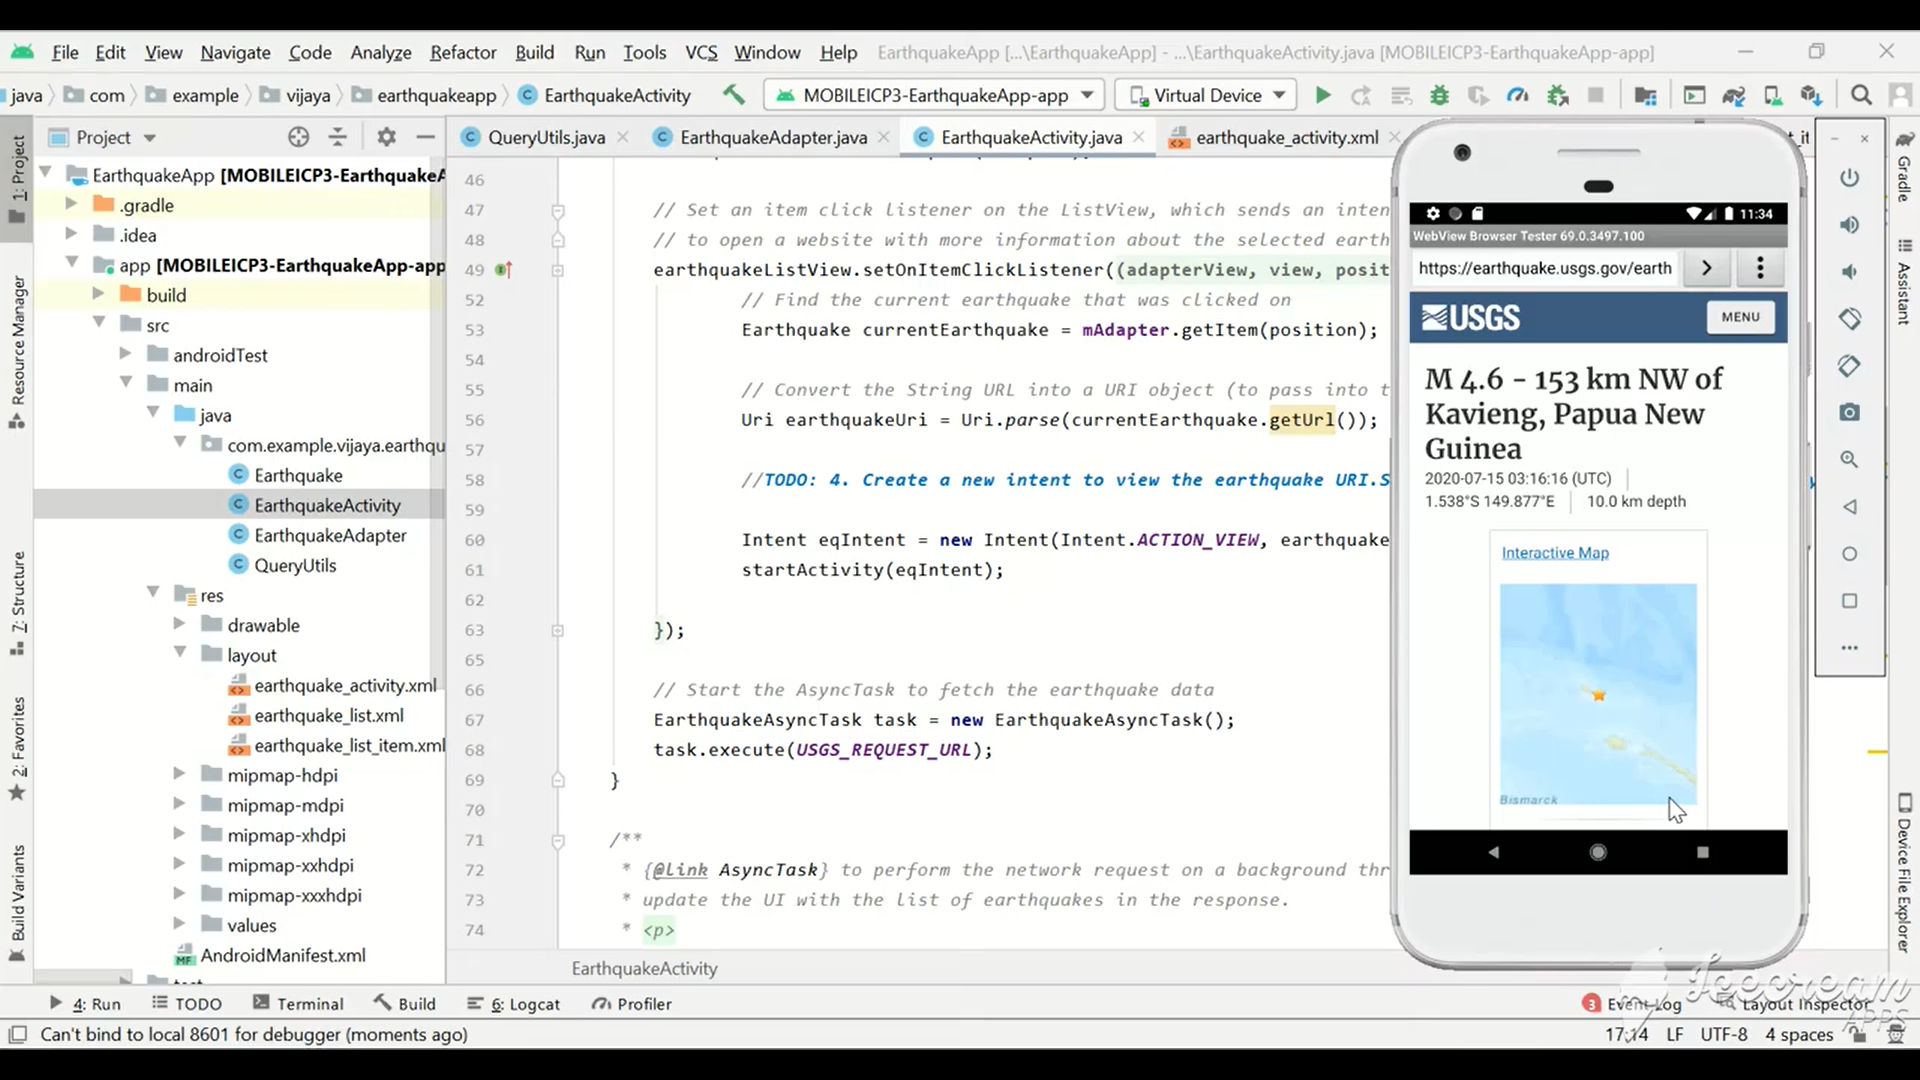 File Edit View Navigate Code Analyze Refactor Build Run Tools VCS Window Help EarthquakeApp [...\EarthquakeApp] - ...\EarthquakeActivity.java [MOBILEICP3-EarthquakeApp-app]
java com example vijaya earthquakeapp EarthquakeActivity MOBILEICP3-EarthquakeApp-app Virtual Device
Project QueryUtils.java EarthquakeAdapter.java EarthquakeActivity.java earthquake_activity.xml
1: Project
Resource Manager
7: Structure
2: Favorites
Build Variants
EarthquakeApp [MOBILEICP3-EarthquakeA
.gradle
.idea
app [MOBILEICP3-EarthquakeApp-app
build
src
androidTest
main
java
com.example.vijaya.earthqu
Earthquake
EarthquakeActivity
EarthquakeAdapter
QueryUtils
res
drawable
layout
earthquake_activity.xml
earthquake_list.xml
earthquake_list_item.xml
mipmap-hdpi
mipmap-mdpi
mipmap-xhdpi
mipmap-xxhdpi
mipmap-xxxhdpi
values
AndroidManifest.xml
46
47 // Set an item click listener on the ListView, which sends an inten
48 // to open a website with more information about the selected earth
49 earthquakeListView.setOnItemClickListener((adapterView, view, posit
52 // Find the current earthquake that was clicked on
53 Earthquake currentEarthquake = mAdapter.getItem(position);
54
55 // Convert the String URL into a URI object (to pass into t
56 Uri earthquakeUri = Uri.parse(currentEarthquake.getUrl());
57
58 //TODO: 4. Create a new intent to view the earthquake URI.S
59
60 Intent eqIntent = new Intent(Intent.ACTION_VIEW, earthquake
61 startActivity(eqIntent);
62
63 });
65
66 // Start the AsyncTask to fetch the earthquake data
67 EarthquakeAsyncTask task = new EarthquakeAsyncTask();
68 task.execute(USGS_REQUEST_URL);
69 }
70
71 /**
72 * {@link AsyncTask} to perform the network request on a background thr
73 * update the UI with the list of earthquakes in the response.
74 * <p>
EarthquakeActivity
11:34
WebView Browser Tester 69.0.3497.100
https://earthquake.usgs.gov/earth
USGS MENU
M 4.6 - 153 km NW of
Kavieng, Papua New
Guinea
2020-07-15 03:16:16 (UTC)
1.538°S 149.877°E 10.0 km depth
Interactive Map
Bismarck
Gradle
Assistant
Device File Explorer
4: Run TODO Terminal Build 6: Logcat Profiler 3 Event Log Layout Inspector
Can't bind to local 8601 for debugger (moments ago) 17:14 LF UTF-8 4 spaces
Icecream
APPS